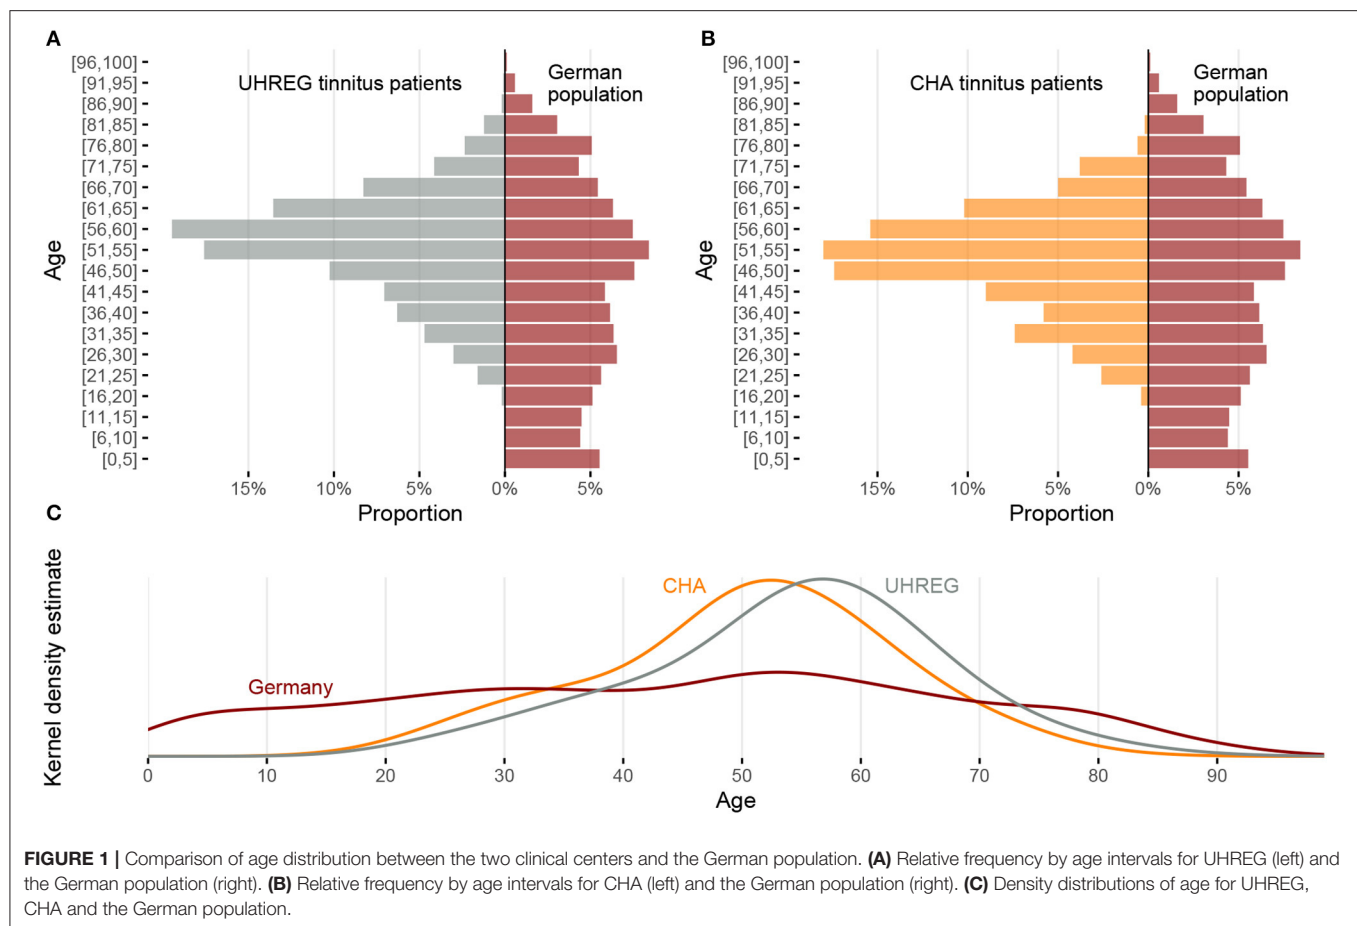 A
B
[96,100]
[91,95]
[86,90]
[81,85]
[76,80]
[71,75]
[66,70]
[61,65]
[56,60]
[51,55]
[46,50]
[41,45]
[36,40]
[31,35]
[26,30]
[21,25]
[16,20]
[11,15]
[6,10]
[0,5]
Age
UHREG tinnitus patients
German
population
15% 10% 5% 0% 5%
Proportion
[96,100]
[91,95]
[86,90]
[81,85]
[76,80]
[71,75]
[66,70]
[61,65]
[56,60]
[51,55]
[46,50]
[41,45]
[36,40]
[31,35]
[26,30]
[21,25]
[16,20]
[11,15]
[6,10]
[0,5]
Age
CHA tinnitus patients
German
population
15% 10% 5% 0% 5%
Proportion
C
Kernel density estimate
CHA
UHREG
Germany
0 10 20 30 40 50 60 70 80 90
Age
FIGURE 1 | Comparison of age distribution between the two clinical centers and the German population. (A) Relative frequency by age intervals for UHREG (left) and
the German population (right). (B) Relative frequency by age intervals for CHA (left) and the German population (right). (C) Density distributions of age for UHREG,
CHA and the German population.